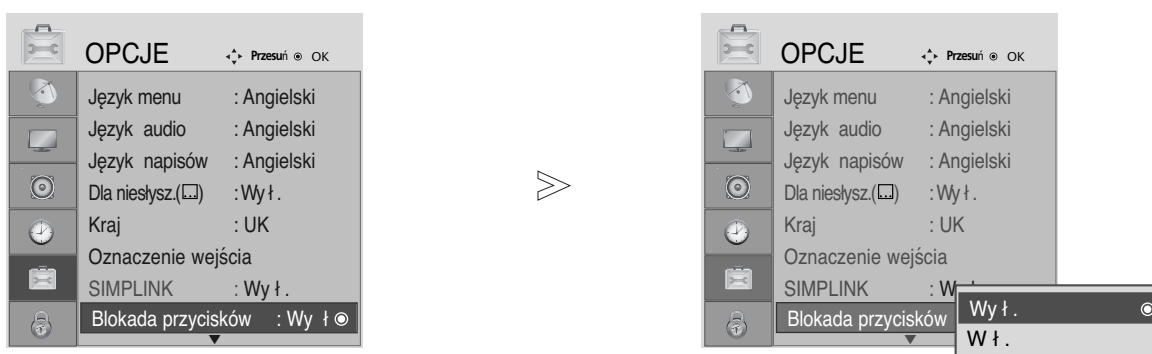 OPCJE Przesuń OK
Język menu : Angielski
Język audio : Angielski
Język napisów : Angielski
Dla niesłysz.(...) : Wył.
Kraj : UK
Oznaczenie wejścia
SIMPLINK : Wył.
Blokada przycisków : Wył
OPCJE Przesuń OK
Język menu : Angielski
Język audio : Angielski
Język napisów : Angielski
Dla niesłysz.(...) : Wył.
Kraj : UK
Oznaczenie wejścia
SIMPLINK :
Blokada przycisków
Wył.
Wł.